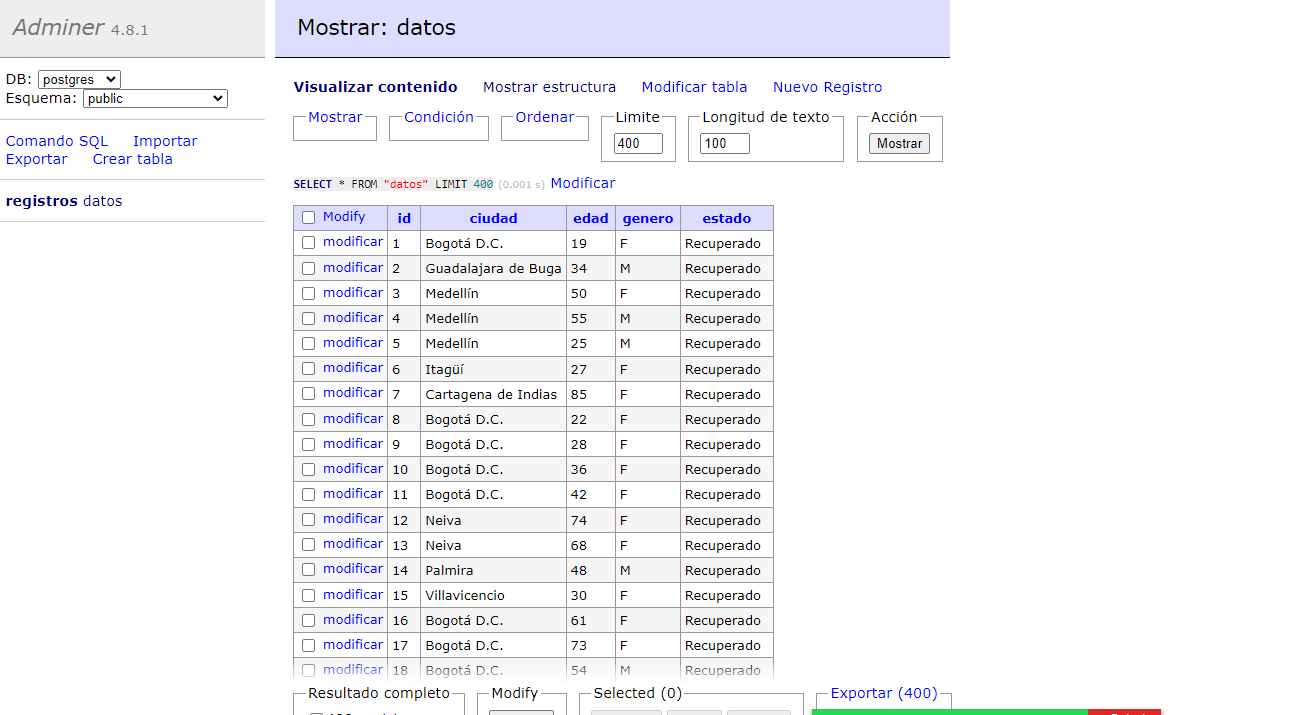 Adminer 4.8.1
DB: postgres
Esquema: public
Comando SQL Importar
Exportar Crear tabla
registros datos
Mostrar: datos
Visualizar contenido Mostrar estructura Modificar tabla Nuevo Registro
Mostrar Condición Ordenar Limite Longitud de texto Acción
400 100 Mostrar
SELECT * FROM "datos" LIMIT 400 (0.001 s) Modificar
Modify id ciudad edad genero estado
modificar 1 Bogotá D.C. 19 F Recuperado
modificar 2 Guadalajara de Buga 34 M Recuperado
modificar 3 Medellín 50 F Recuperado
modificar 4 Medellín 55 M Recuperado
modificar 5 Medellín 25 M Recuperado
modificar 6 Itagüí 27 F Recuperado
modificar 7 Cartagena de Indias 85 F Recuperado
modificar 8 Bogotá D.C. 22 F Recuperado
modificar 9 Bogotá D.C. 28 F Recuperado
modificar 10 Bogotá D.C. 36 F Recuperado
modificar 11 Bogotá D.C. 42 F Recuperado
modificar 12 Neiva 74 F Recuperado
modificar 13 Neiva 68 F Recuperado
modificar 14 Palmira 48 M Recuperado
modificar 15 Villavicencio 30 F Recuperado
modificar 16 Bogotá D.C. 61 F Recuperado
modificar 17 Bogotá D.C. 73 F Recuperado
modificar 18 Bogotá D.C. 54 M Recuperado
Resultado completo Modify Selected (0) Exportar (400)